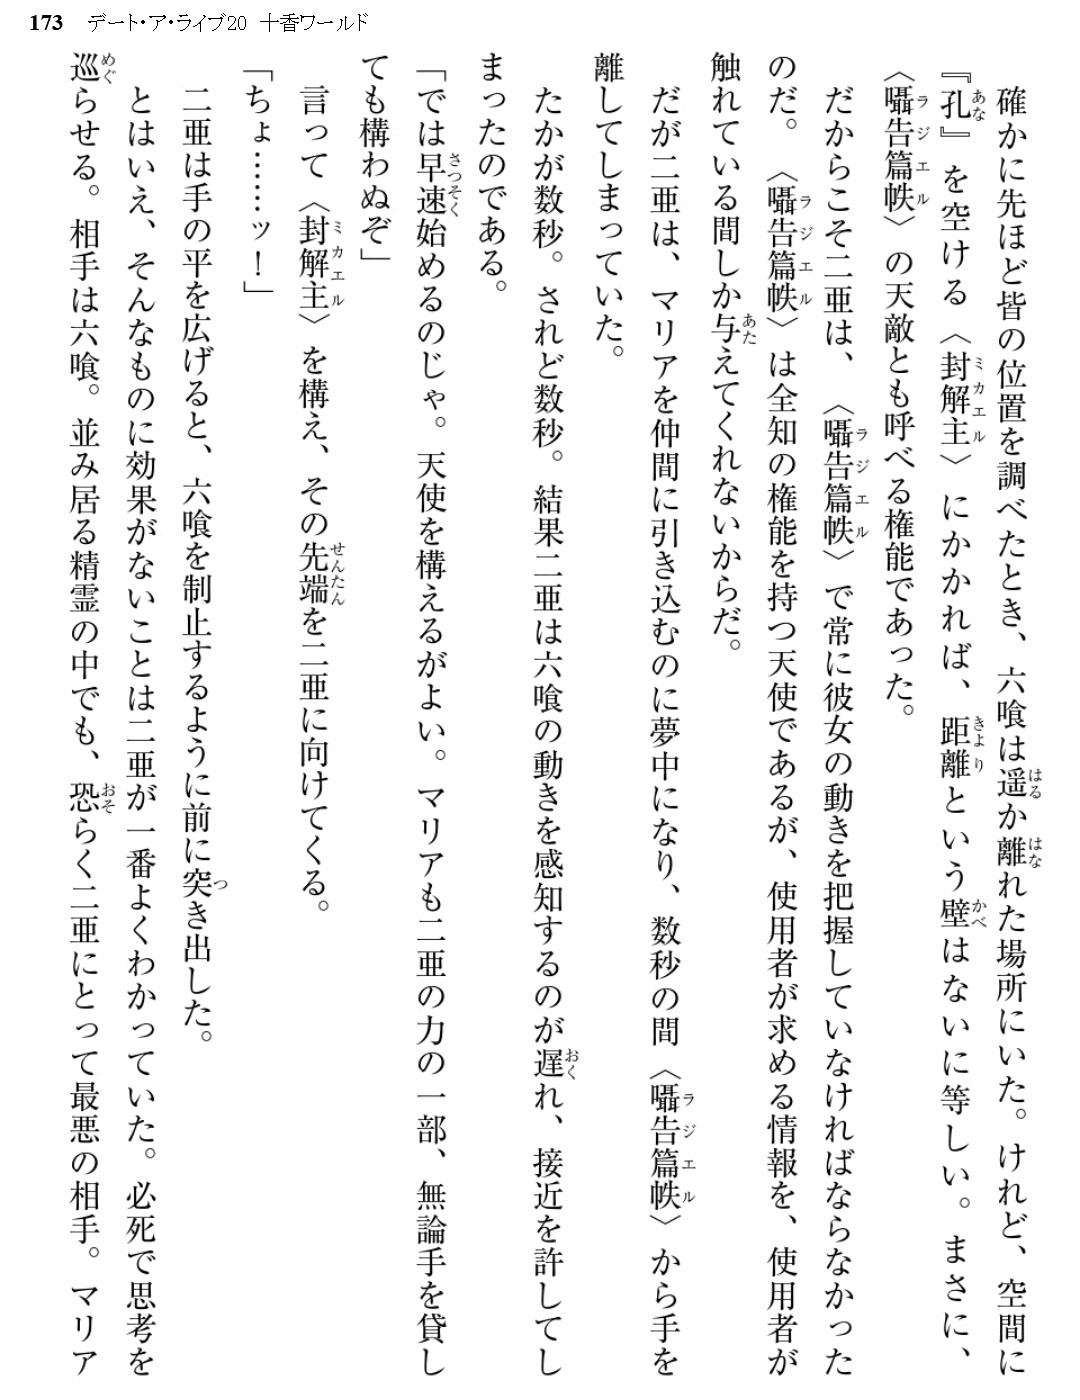 173 デート・ア・ライブ20 十香ワールド
確かに先ほど皆の位置を調べたとき、六喰は遥か離れた場所にいた。けれど、空間に
『孔』を空ける〈封解主〉にかかれば、距離という壁はないに等しい。まさに、
〈囁告篇帙〉の天敵とも呼べる権能であった。
だからこそ二亜は、〈囁告篇帙〉で常に彼女の動きを把握していなければならなかった
のだ。〈囁告篇帙〉は全知の権能を持つ天使であるが、使用者が求める情報を、使用者が
触れている間しか与えてくれないからだ。
だが二亜は、マリアを仲間に引き込むのに夢中になり、数秒の間〈囁告篇帙〉から手を
離してしまっていた。
たかが数秒。されど数秒。結果二亜は六喰の動きを感知するのが遅れ、接近を許してし
まったのである。
「では早速始めるのじゃ。天使を構えるがよい。マリアも二亜の力の一部、無論手を貸し
ても構わぬぞ」
言って〈封解主〉を構え、その先端を二亜に向けてくる。
「ちょ……ッ！」
二亜は手の平を広げると、六喰を制止するように前に突き出した。
とはいえ、そんなものに効果がないことは二亜が一番よくわかっていた。必死で思考を
巡らせる。相手は六喰。並み居る精霊の中でも、恐らく二亜にとって最悪の相手。マリア